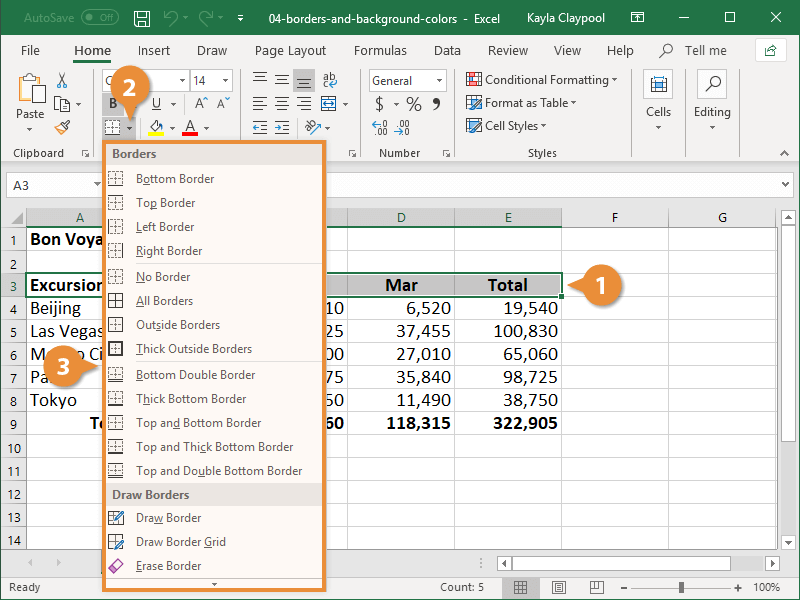 AutoSave Off 04-borders-and-background-colors - Excel Kayla Claypool
File Home Insert Draw Page Layout Formulas Data Review View Help Tell me
Paste
14
B U A A
ab
General
$ % ,
Conditional Formatting
Format as Table
Cell Styles
Cells
Editing
Clipboard Number Styles
2
A3
A D E F G
1 Bon Voya
2
3 Excursion Mar Total
4 Beijing 10 6,520 19,540
5 Las Vegas 25 37,455 100,830
6 00 27,010 65,060
7 75 35,840 98,725
8 Tokyo 50 11,490 38,750
9 60 118,315 322,905
10
11
12
13
14
1
3
Borders
Bottom Border
Top Border
Left Border
Right Border
No Border
All Borders
Outside Borders
Thick Outside Borders
Bottom Double Border
Thick Bottom Border
Top and Bottom Border
Top and Thick Bottom Border
Top and Double Bottom Border
Draw Borders
Draw Border
Draw Border Grid
Erase Border
Ready Count: 5 100%